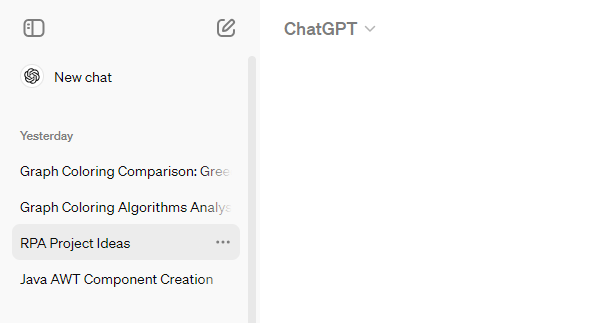 ChatGPT
New chat
Yesterday
Graph Coloring Comparison: Gree
Graph Coloring Algorithms Analys
RPA Project Ideas
Java AWT Component Creation